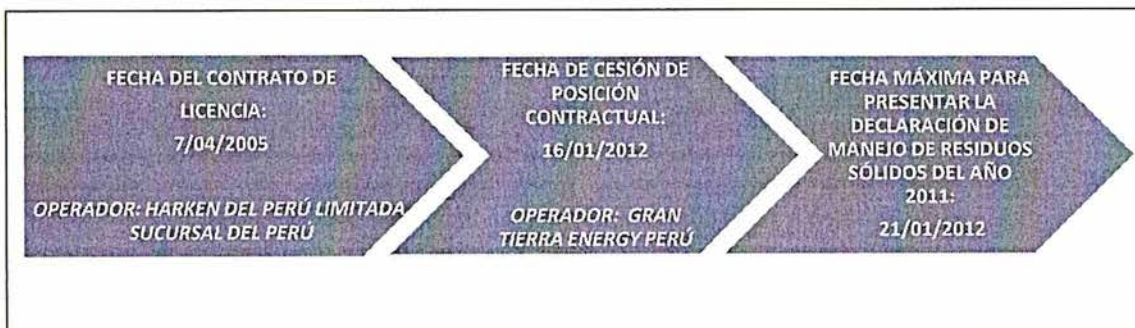 FECHA DEL CONTRATO DE
LICENCIA:
7/04/2005
OPERADOR: HARKEN DEL PERÚ LIMITADA
SUCURSAL DEL PERÚ
FECHA DE CESIÓN DE
POSICIÓN
CONTRACTUAL:
16/01/2012
OPERADOR: GRAN
TIERRA ENERGY PERÚ
FECHA MÁXIMA PARA
PRESENTAR LA
DECLARACIÓN DE
MANEJO DE RESIDUOS
SÓLIDOS DEL AÑO
2011:
21/01/2012